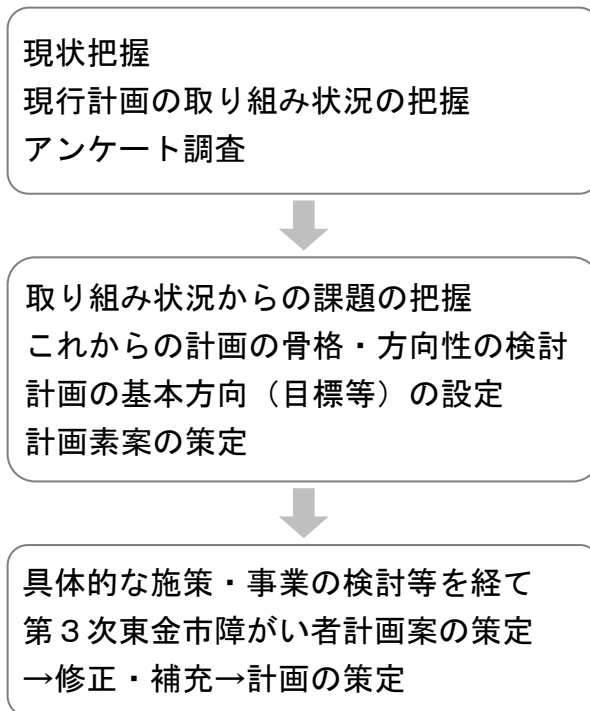 現状把握
現行計画の取り組み状況の把握
アンケート調査
取り組み状況からの課題の把握
これからの計画の骨格・方向性の検討
計画の基本方向（目標等）の設定
計画素案の策定
具体的な施策・事業の検討等を経て
第３次東金市障がい者計画案の策定
→修正・補充→計画の策定